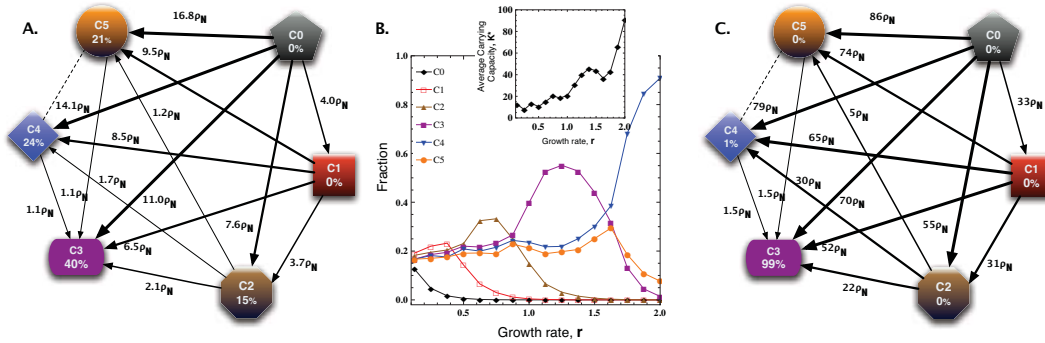 A.
C5
21%
C0
0%
C4
24%
C1
0%
C3
40%
C2
15%
16.8ρN
9.5ρN
14.1ρN
1.2ρN
4.0ρN
8.5ρN
1.7ρN
1.1ρN
1.1ρN
11.0ρN
7.6ρN
6.5ρN
3.7ρN
2.1ρN
B.
1.0
0.8
0.6
0.4
0.2
0.0
Fraction
C0
C1
C2
C3
C4
C5
0.5
1.0
1.5
2.0
Growth rate, r
Average Carrying
Capacity, K*
100
80
60
40
20
0
0.5
1.0
1.5
2.0
Growth rate, r
C.
C5
0%
C0
0%
C4
1%
C1
0%
C3
99%
C2
0%
86ρN
74ρN
79ρN
5ρN
33ρN
65ρN
30ρN
1.5ρN
1.5ρN
70ρN
55ρN
52ρN
31ρN
22ρN